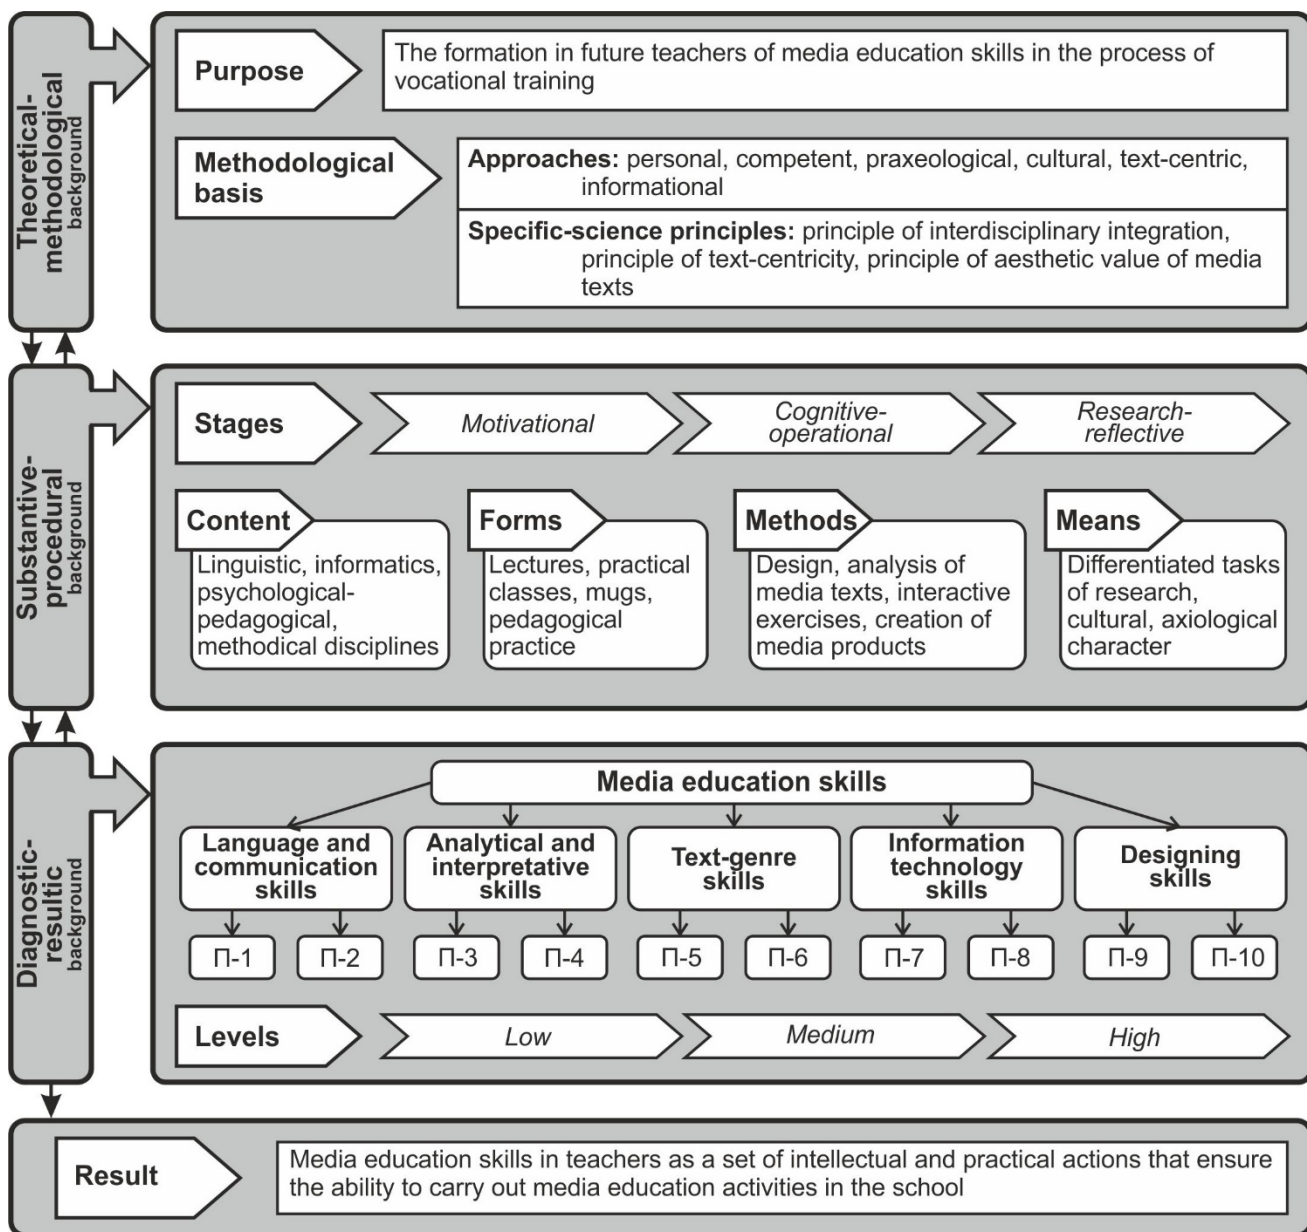 Theoretical-
methodological
background
Purpose
The formation in future teachers of media education skills in the process of
vocational training
Methodological
basis
Approaches: personal, competent, praxeological, cultural, text-centric,
informational
Specific-science principles: principle of interdisciplinary integration,
principle of text-centricity, principle of aesthetic value of media
texts
Substantive-
procedural
background
Stages
Motivational
Cognitive-
operational
Research-
reflective
Content
Linguistic, informatics,
psychological-
pedagogical,
methodical disciplines
Forms
Lectures, practical
classes, mugs,
pedagogical
practice
Methods
Design, analysis of
media texts, interactive
exercises, creation of
media products
Means
Differentiated tasks
of research,
cultural, axiological
character
Diagnostic-
resultic
background
Media education skills
Language and
communication
skills
Analytical and
interpretative
skills
Text-genre
skills
Information
technology
skills
Designing
skills
П-1
П-2
П-3
П-4
П-5
П-6
П-7
П-8
П-9
П-10
Levels
Low
Medium
High
Result
Media education skills in teachers as a set of intellectual and practical actions that ensure
the ability to carry out media education activities in the school